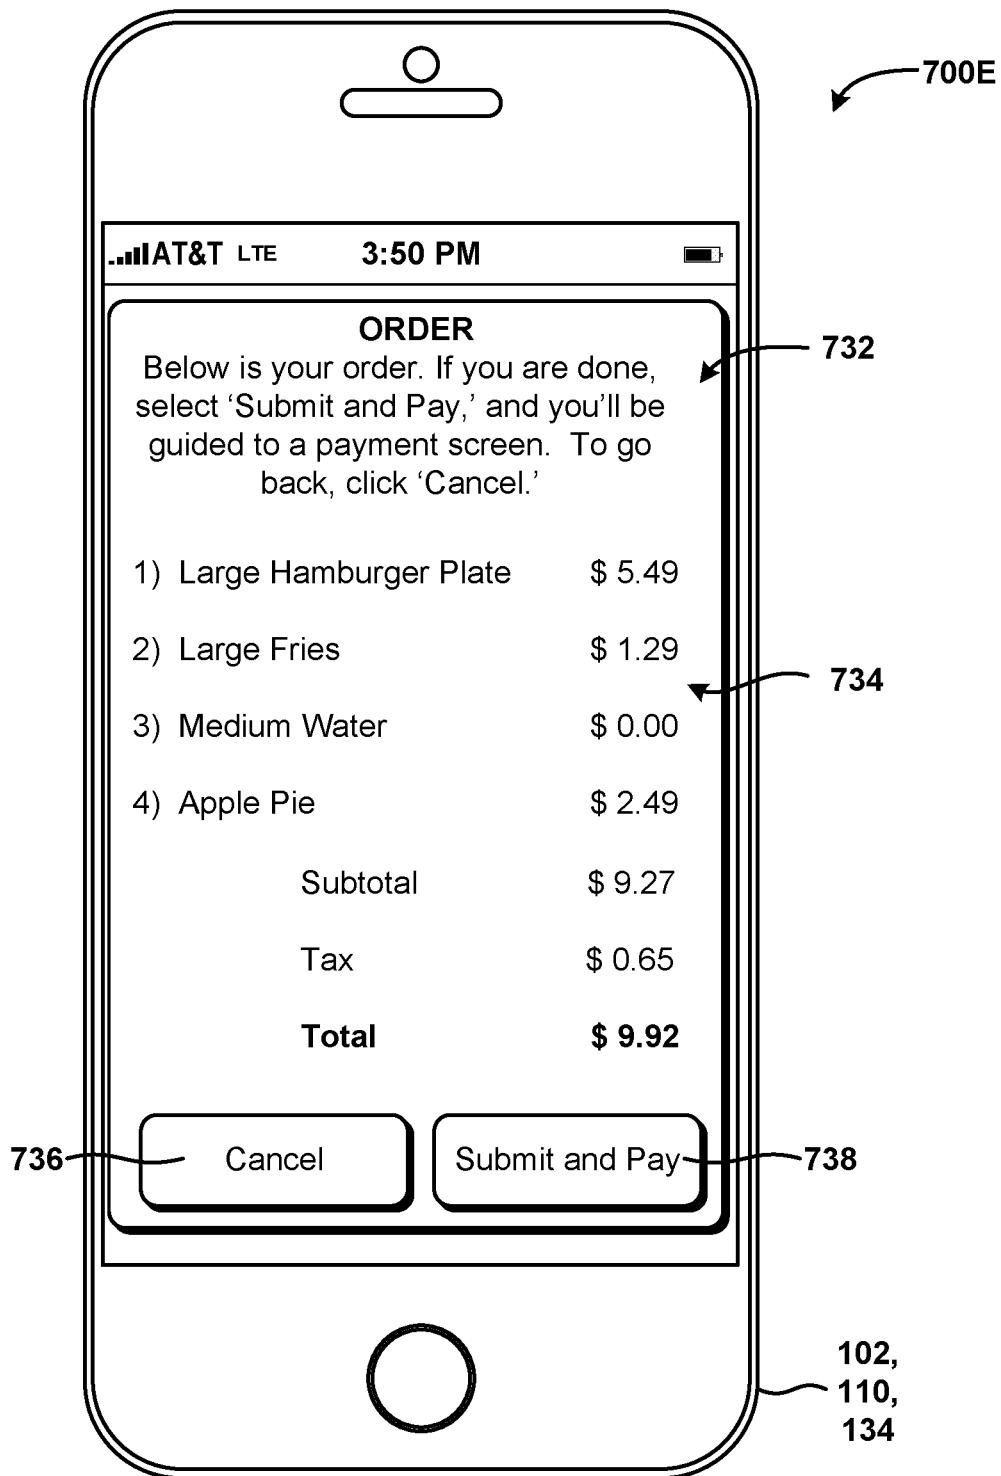 700E
AT&T LTE 3:50 PM
ORDER
732
Below is your order. If you are done,
select ‘Submit and Pay,’ and you’ll be
guided to a payment screen.  To go
back, click ‘Cancel.’
1) Large Hamburger Plate $ 5.49
2) Large Fries $ 1.29
734
3) Medium Water $ 0.00
4) Apple Pie $ 2.49
Subtotal $ 9.27
Tax $ 0.65
Total $ 9.92
736 Cancel Submit and Pay 738
102,
110,
134